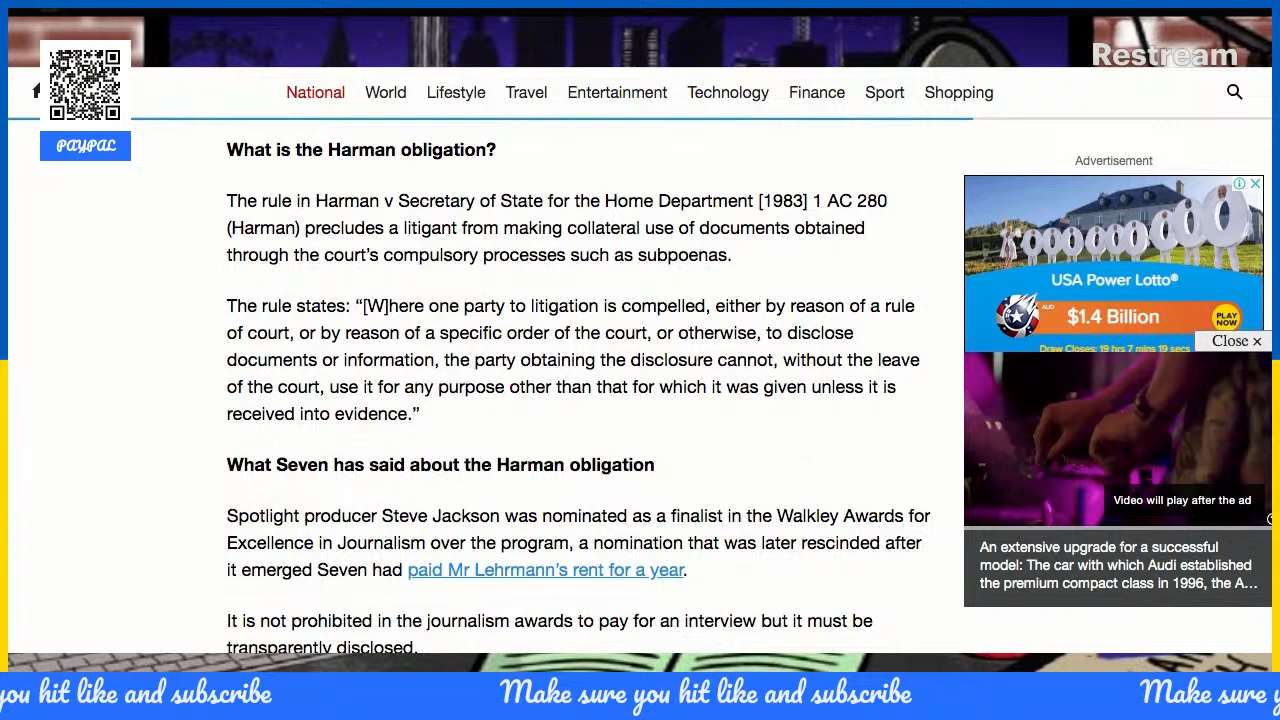 Restream
National World Lifestyle Travel Entertainment Technology Finance Sport Shopping
PAYPAL
What is the Harman obligation?
The rule in Harman v Secretary of State for the Home Department [1983] 1 AC 280
(Harman) precludes a litigant from making collateral use of documents obtained
through the court’s compulsory processes such as subpoenas.
The rule states: “[W]here one party to litigation is compelled, either by reason of a rule
of court, or by reason of a specific order of the court, or otherwise, to disclose
documents or information, the party obtaining the disclosure cannot, without the leave
of the court, use it for any purpose other than that for which it was given unless it is
received into evidence.”
What Seven has said about the Harman obligation
Spotlight producer Steve Jackson was nominated as a finalist in the Walkley Awards for
Excellence in Journalism over the program, a nomination that was later rescinded after
it emerged Seven had paid Mr Lehrmann’s rent for a year.
It is not prohibited in the journalism awards to pay for an interview but it must be
transparently disclosed.
Advertisement
USA Power Lotto®
AUD
$1.4 Billion
PLAY
NOW
Draw Closes: 19 hrs 7 mins 19 secs
Close ×
Video will play after the ad
An extensive upgrade for a successful
model: The car with which Audi established
the premium compact class in 1996, the A...
you hit like and subscribe Make sure you hit like and subscribe Make sure y